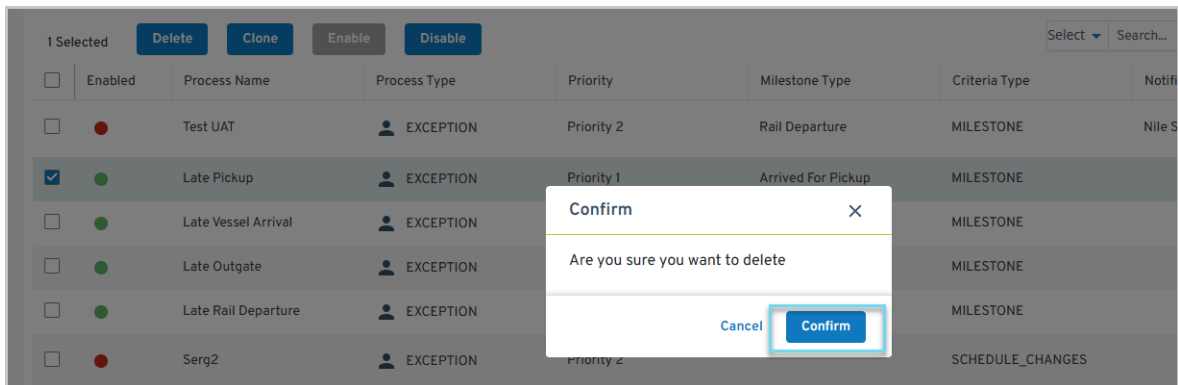 1 Selected Delete Clone Enable Disable Select Search...
Enabled Process Name Process Type Priority Milestone Type Criteria Type Notifi
Test UAT EXCEPTION Priority 2 Rail Departure MILESTONE Nile S
Late Pickup EXCEPTION Priority 1 Arrived For Pickup MILESTONE
Confirm
Late Vessel Arrival EXCEPTION MILESTONE
Are you sure you want to delete
Late Outgate EXCEPTION MILESTONE
Late Rail Departure EXCEPTION MILESTONE
Cancel Confirm
Serg2 EXCEPTION Priority 2 SCHEDULE_CHANGES